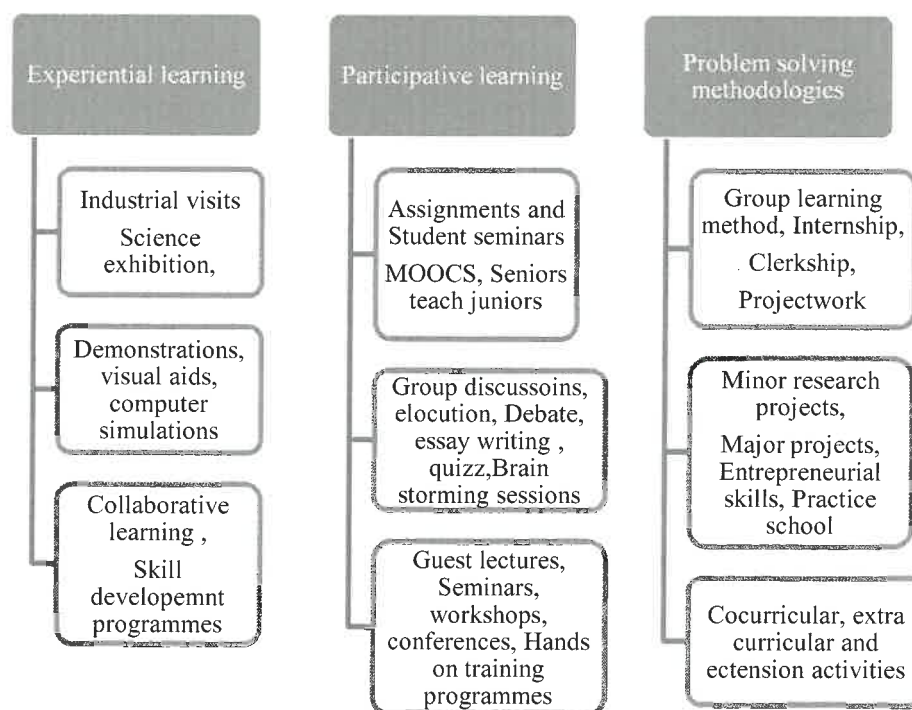 Experiential learning
Industrial visits
Science
exhibition,
Demonstrations,
visual aids,
computer
simulations
Collaborative
learning ,
Skill
developemnt
programmes
Participative learning
Assignments and
Student seminars
MOOCS, Seniors
teach juniors
Group discussoins,
elocution, Debate,
essay writing ,
quizz,Brain
storming sessions
Guest lectures,
Seminars,
workshops,
conferences, Hands
on training
programmes
Problem solving
methodologies
Group learning
method, Internship,
Clerkship,
Projectwork
Minor research
projects,
Major projects,
Entrepreneurial
skills, Practice
school
Cocurricular, extra
curricular and
ectension activities